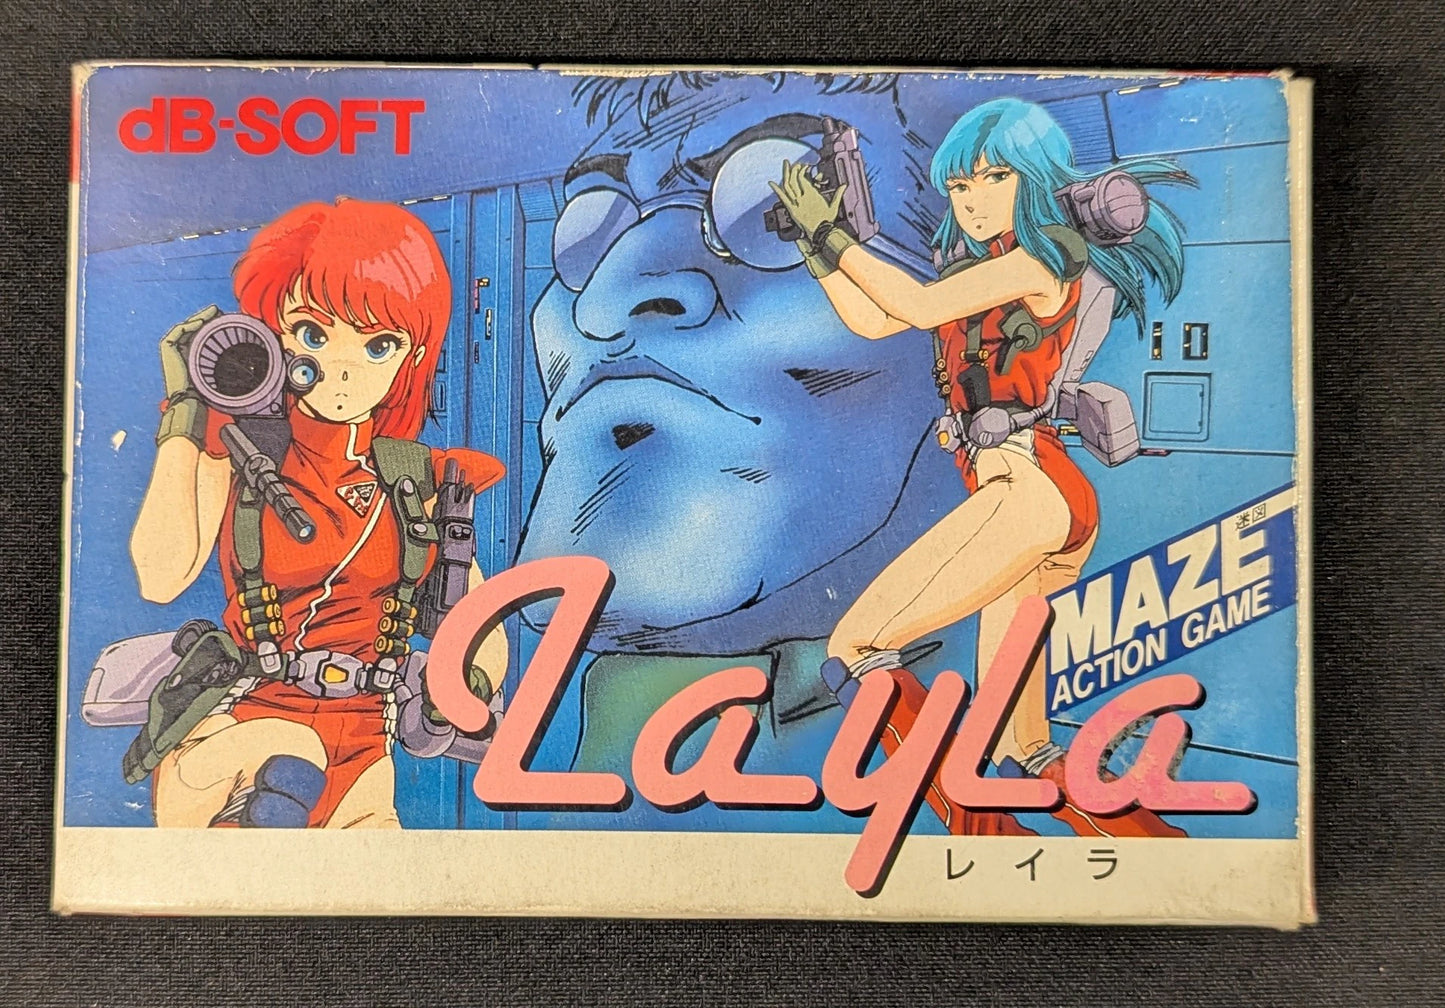 dB-SOFT
迷図
MAZE
ACTION GAME
Layla
レイラ